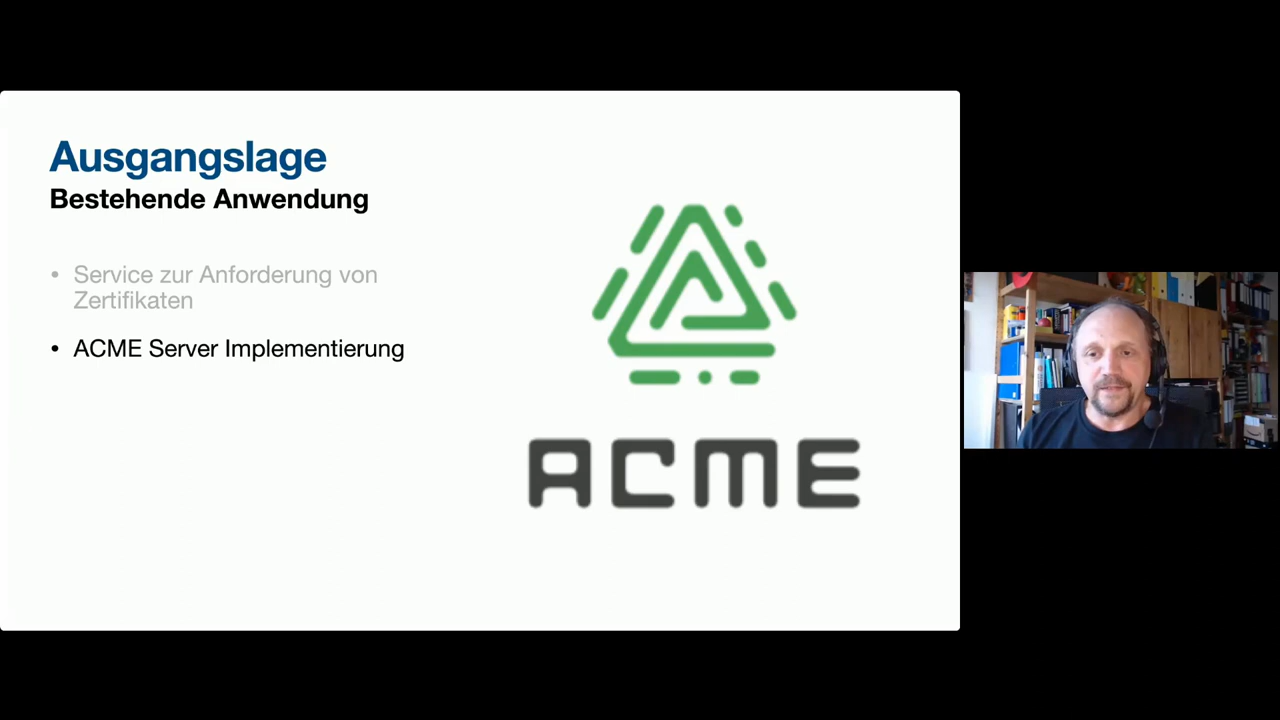 Ausgangslage
Bestehende Anwendung
• Service zur Anforderung von
Zertifikaten
• ACME Server Implementierung
ACME